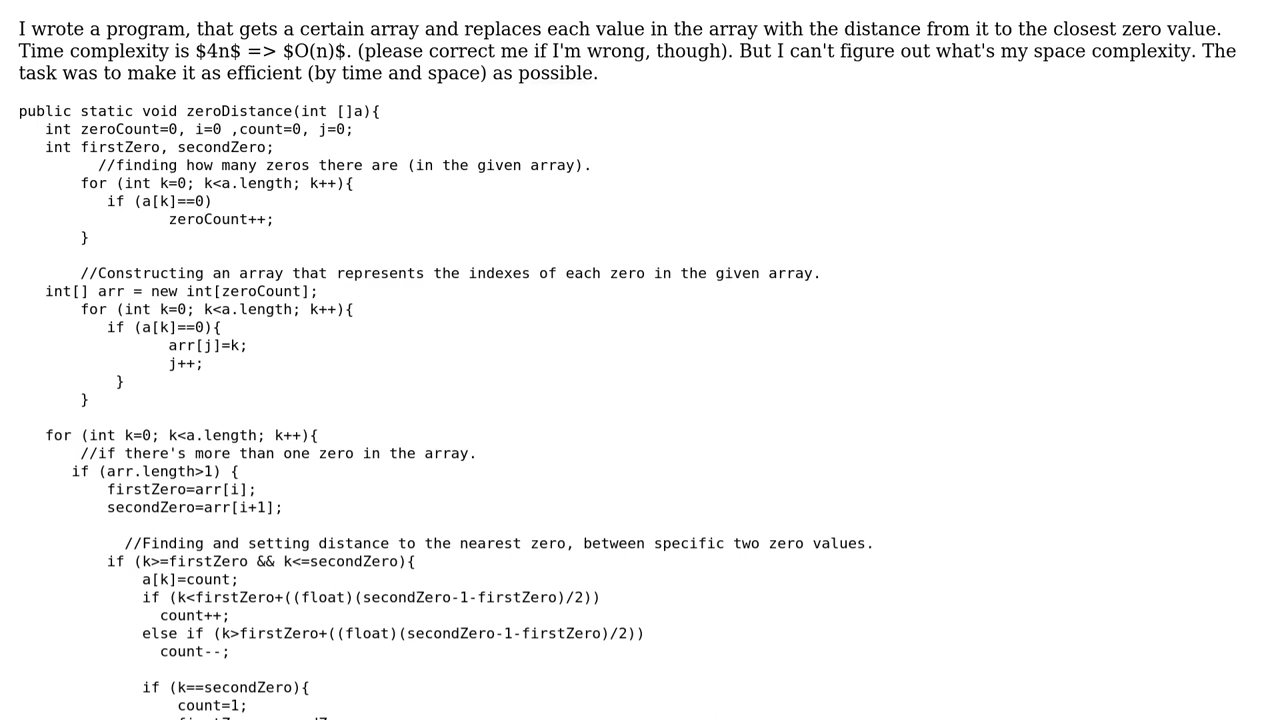 I wrote a program, that gets a certain array and replaces each value in the array with the distance from it to the closest zero value.
Time complexity is $4n$ => $O(n)$. (please correct me if I'm wrong, though). But I can't figure out what's my space complexity. The
task was to make it as efficient (by time and space) as possible.
public static void zeroDistance(int []a){
int zeroCount=0, i=0 ,count=0, j=0;
int firstZero, secondZero;
//finding how many zeros there are (in the given array).
for (int k=0; k<a.length; k++){
if (a[k]==0)
zeroCount++;
}
//Constructing an array that represents the indexes of each zero in the given array.
int[] arr = new int[zeroCount];
for (int k=0; k<a.length; k++){
if (a[k]==0){
arr[j]=k;
j++;
}
}
for (int k=0; k<a.length; k++){
//if there's more than one zero in the array.
if (arr.length>1) {
firstZero=arr[i];
secondZero=arr[i+1];
//Finding and setting distance to the nearest zero, between specific two zero values.
if (k>=firstZero && k<=secondZero){
a[k]=count;
if (k<firstZero+((float)(secondZero-1-firstZero)/2))
count++;
else if (k>firstZero+((float)(secondZero-1-firstZero)/2))
count--;
if (k==secondZero){
count=1;